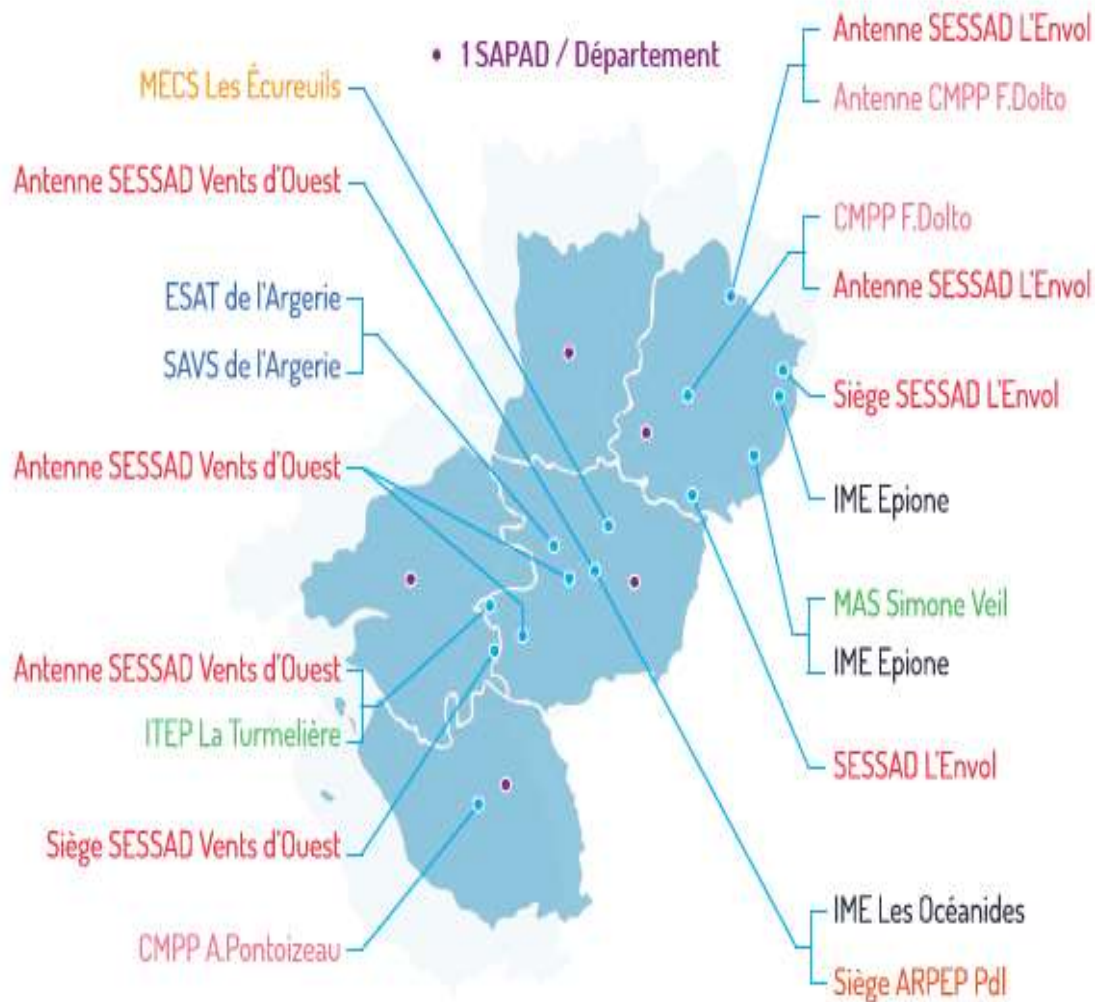 • 1 SAPAD / Département
MECS Les Écureuils
Antenne SESSAD Vents d'Ouest
ESAT de l'Argerie
SAVS de l'Argerie
Antenne SESSAD Vents d'Ouest
Antenne SESSAD Vents d'Ouest
ITEP La Turmelière
Siège SESSAD Vents d'Ouest
CMPP A.Pontoizeau
Antenne SESSAD L'Envol
Antenne CMPP F.Dolto
CMPP F.Dolto
Antenne SESSAD L'Envol
Siège SESSAD L'Envol
IME Epione
MAS Simone Veil
IME Epione
SESSAD L'Envol
IME Les Océanides
Siège ARPEP Pdl